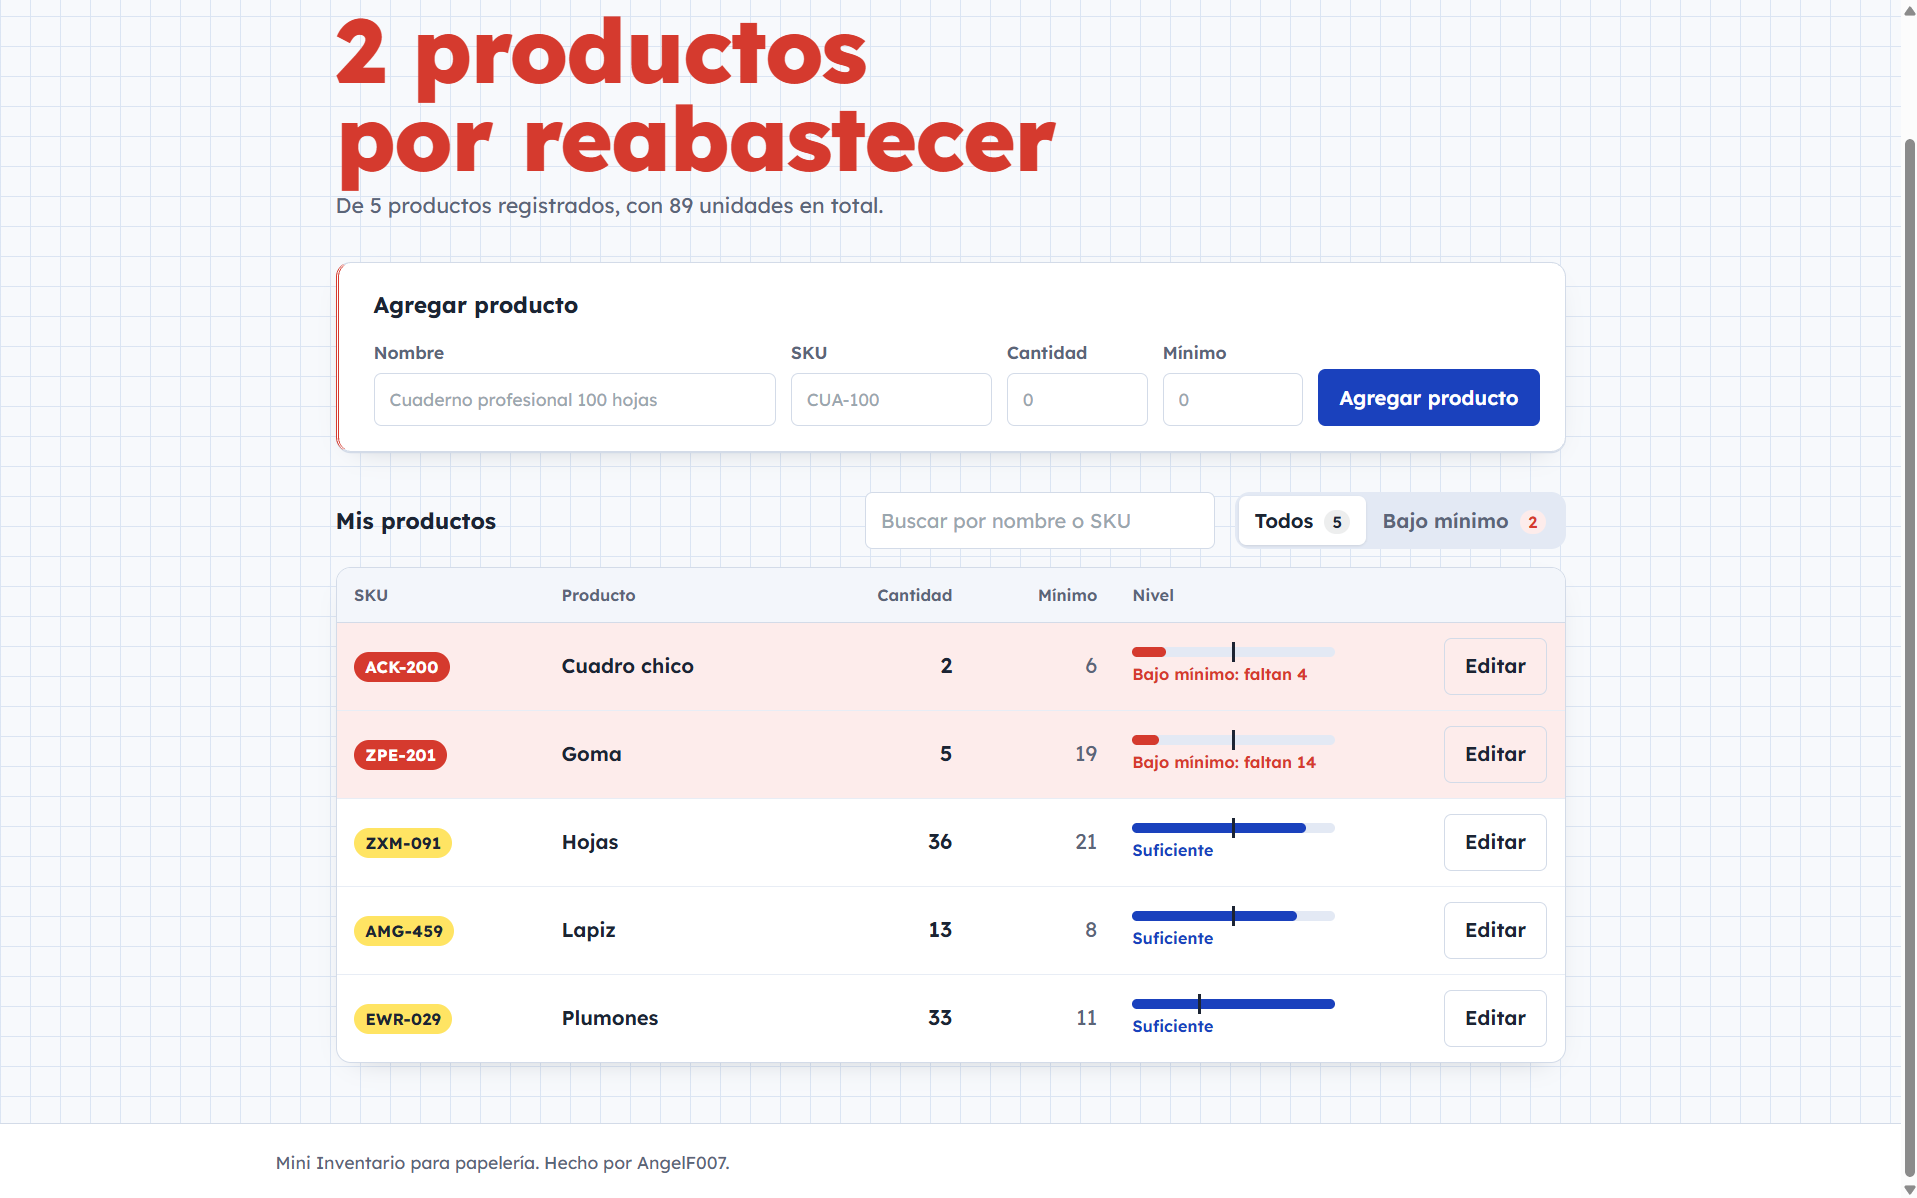 2 productos
por reabastecer
De 5 productos registrados, con 89 unidades en total.
Agregar producto
Nombre SKU Cantidad Mínimo
Cuaderno profesional 100 hojas CUA-100 0 0 Agregar producto
Mis productos Buscar por nombre o SKU Todos 5 Bajo mínimo 2
SKU Producto Cantidad Mínimo Nivel
ACK-200 Cuadro chico 2 6 Bajo mínimo: faltan 4 Editar
ZPE-201 Goma 5 19 Bajo mínimo: faltan 14 Editar
ZXM-091 Hojas 36 21 Suficiente Editar
AMG-459 Lapiz 13 8 Suficiente Editar
EWR-029 Plumones 33 11 Suficiente Editar
Mini Inventario para papelería. Hecho por AngelF007.